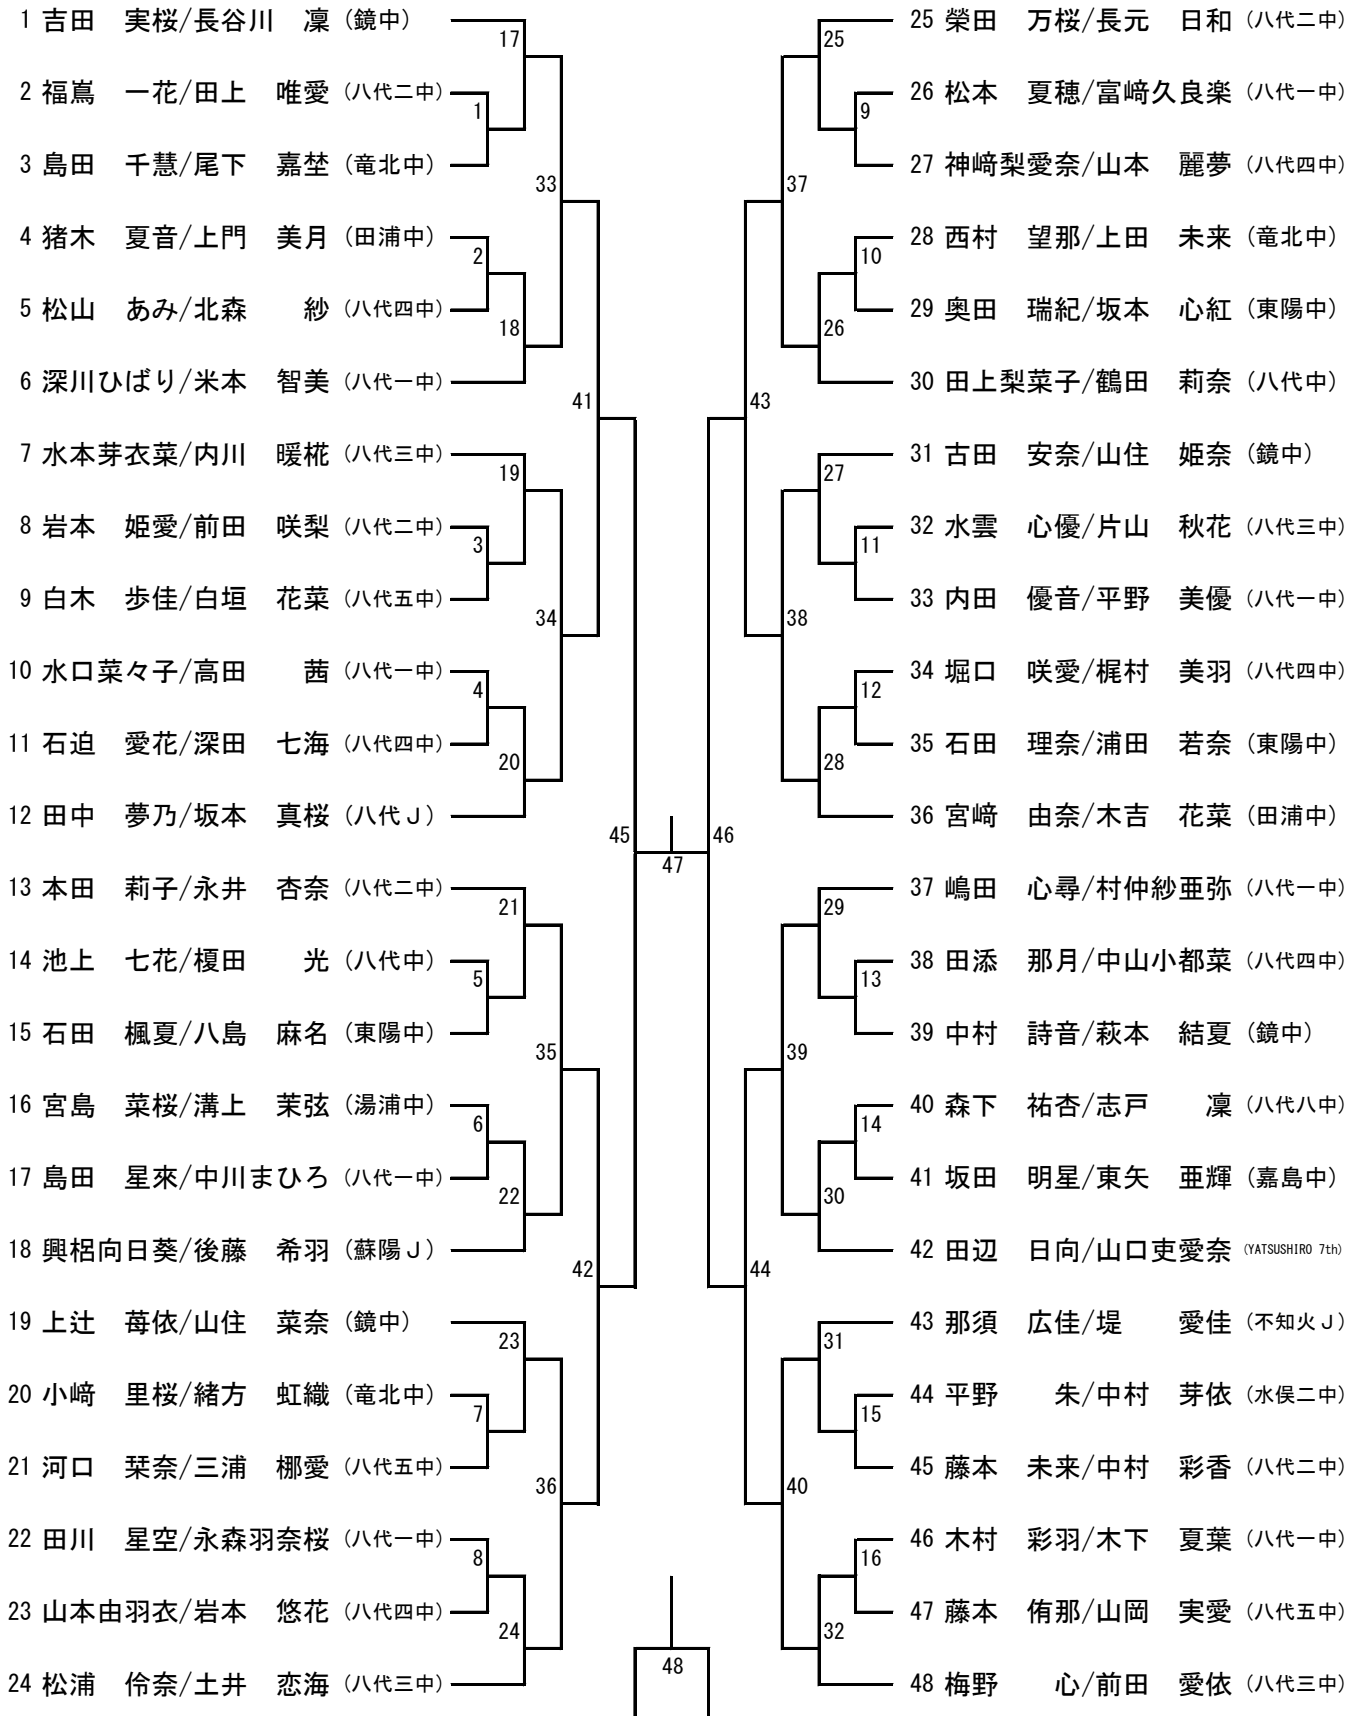 1 吉田　実桜/長谷川　凜 (鏡中)
2 福嶌　一花/田上　唯愛 (八代二中)
3 島田　千慧/尾下　嘉埜 (竜北中)
4 猪木　夏音/上門　美月 (田浦中)
5 松山　あみ/北森　　紗 (八代四中)
6 深川ひばり/米本　智美 (八代一中)
7 水本芽衣菜/内川　暖椛 (八代三中)
8 岩本　姫愛/前田　咲梨 (八代二中)
9 白木　歩佳/白垣　花菜 (八代五中)
10 水口菜々子/高田　　茜 (八代一中)
11 石迫　愛花/深田　七海 (八代四中)
12 田中　夢乃/坂本　真桜 (八代Ｊ)
13 本田　莉子/永井　杏奈 (八代二中)
14 池上　七花/榎田　　光 (八代中)
15 石田　楓夏/八島　麻名 (東陽中)
16 宮島　菜桜/溝上　茉弦 (湯浦中)
17 島田　星來/中川まひろ (八代一中)
18 興梠向日葵/後藤　希羽 (蘇陽Ｊ)
19 上辻　苺依/山住　菜奈 (鏡中)
20 小﨑　里桜/緒方　虹織 (竜北中)
21 河口　栞奈/三浦　梛愛 (八代五中)
22 田川　星空/永森羽奈桜 (八代一中)
23 山本由羽衣/岩本　悠花 (八代四中)
24 松浦　伶奈/土井　恋海 (八代三中)
17
1
33
2
18
41
19
3
34
4
20
45
21
5
35
6
22
42
23
7
36
8
24
47
48
46
25
9
37
10
26
43
27
11
38
12
28
29
13
39
14
30
44
31
15
40
16
32
25 榮田　万桜/長元　日和 (八代二中)
26 松本　夏穂/富﨑久良楽 (八代一中)
27 神﨑梨愛奈/山本　麗夢 (八代四中)
28 西村　望那/上田　未来 (竜北中)
29 奥田　瑞紀/坂本　心紅 (東陽中)
30 田上梨菜子/鶴田　莉奈 (八代中)
31 古田　安奈/山住　姫奈 (鏡中)
32 水雲　心優/片山　秋花 (八代三中)
33 内田　優音/平野　美優 (八代一中)
34 堀口　咲愛/梶村　美羽 (八代四中)
35 石田　理奈/浦田　若奈 (東陽中)
36 宮﨑　由奈/木吉　花菜 (田浦中)
37 嶋田　心尋/村仲紗亜弥 (八代一中)
38 田添　那月/中山小都菜 (八代四中)
39 中村　詩音/萩本　結夏 (鏡中)
40 森下　祐杏/志戸　　凜 (八代八中)
41 坂田　明星/東矢　亜輝 (嘉島中)
42 田辺　日向/山口吏愛奈 (YATSUSHIRO 7th)
43 那須　広佳/堤　　愛佳 (不知火Ｊ)
44 平野　　朱/中村　芽依 (水俣二中)
45 藤本　未来/中村　彩香 (八代二中)
46 木村　彩羽/木下　夏葉 (八代一中)
47 藤本　侑那/山岡　実愛 (八代五中)
48 梅野　　心/前田　愛依 (八代三中)